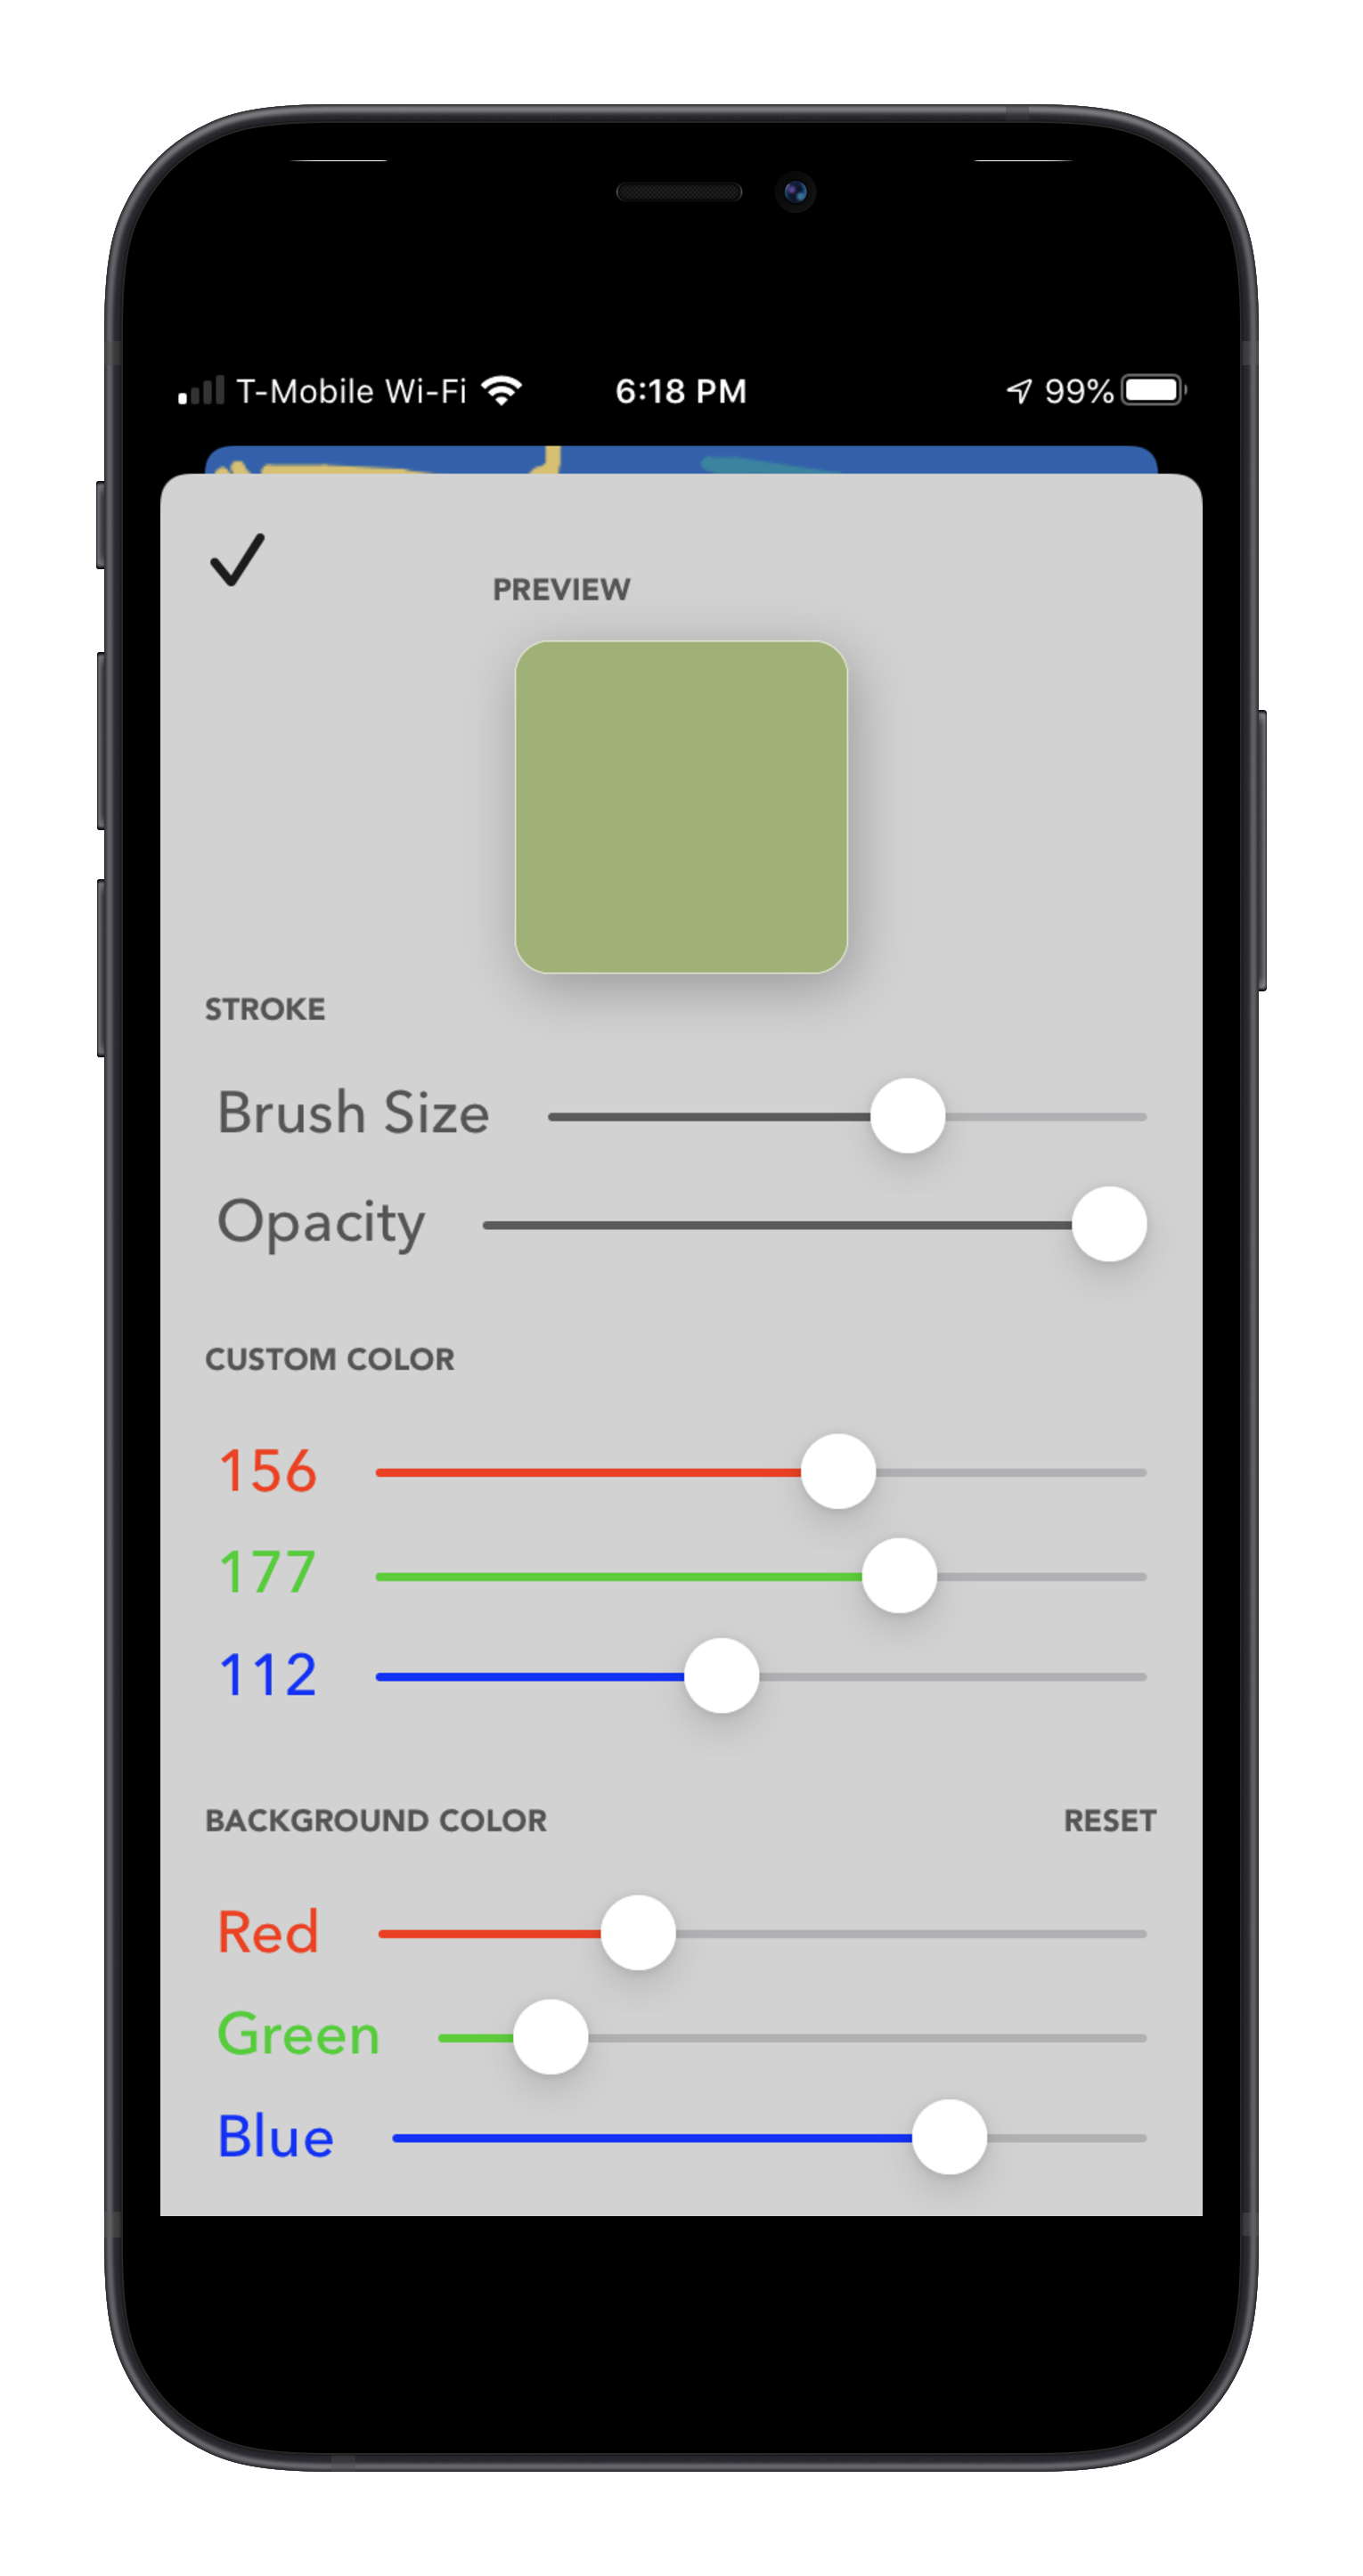 T-Mobile Wi-Fi 6:18 PM 99%
PREVIEW
STROKE
Brush Size
Opacity
CUSTOM COLOR
156
177
112
BACKGROUND COLOR RESET
Red
Green
Blue